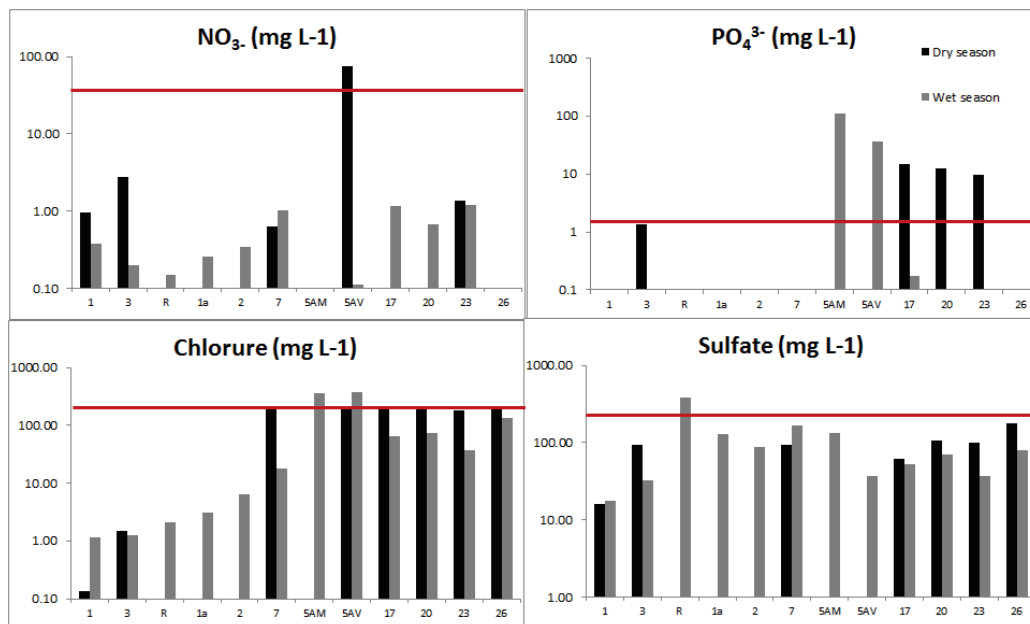 NO₃₋ (mg L-1)
100.00
10.00
1.00
0.10
1 3 R 1a 2 7 5AM 5AV 17 20 23 26
PO₄³⁻ (mg L-1)
1000
100
10
1
0.1
Dry season
Wet season
1 3 R 1a 2 7 5AM 5AV 17 20 23 26
Chlorure (mg L-1)
1000.00
100.00
10.00
1.00
0.10
1 3 R 1a 2 7 5AM 5AV 17 20 23 26
Sulfate (mg L-1)
1000.00
100.00
10.00
1.00
1 3 R 1a 2 7 5AM 5AV 17 20 23 26